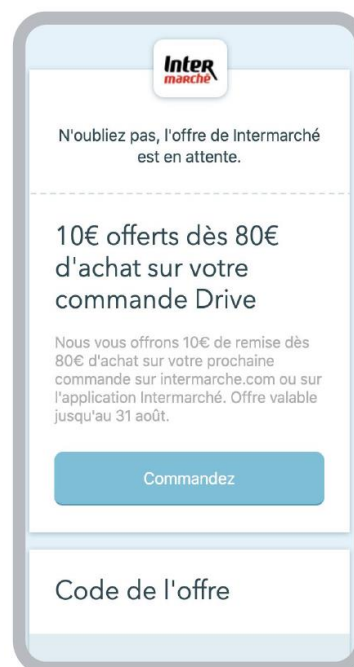 Inter
marché
N'oubliez pas, l'offre de Intermarché
est en attente.
10€ offerts dès 80€
d'achat sur votre
commande Drive
Nous vous offrons 10€ de remise dès
80€ d'achat sur votre prochaine
commande sur intermarche.com ou sur
l'application Intermarché. Offre valable
jusqu'au 31 août.
Commandez
Code de l'offre